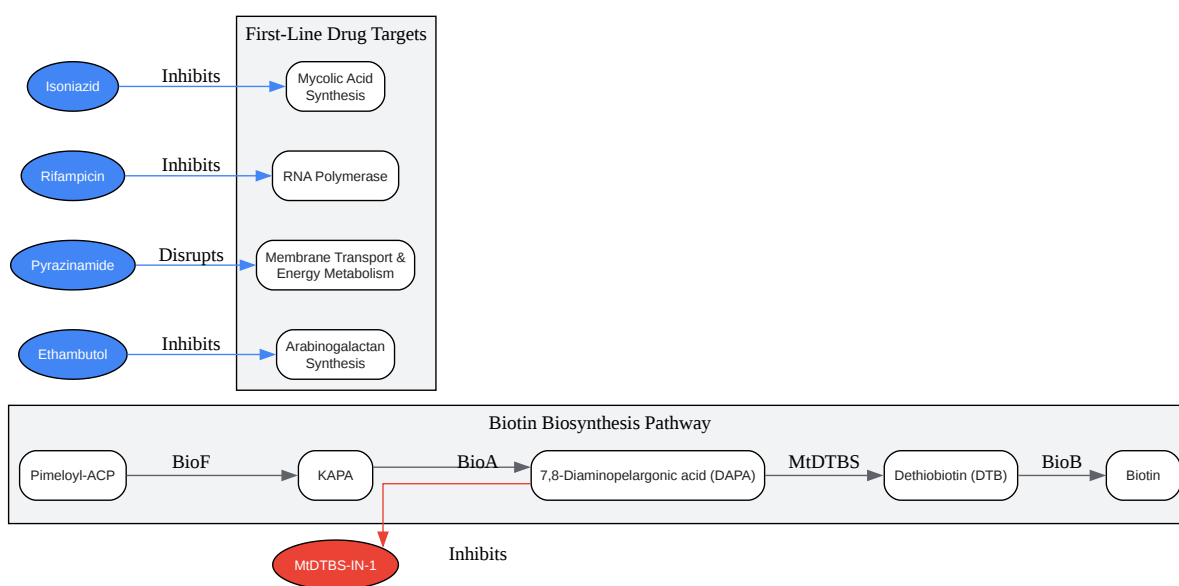 First-Line Drug Targets
Isoniazid
Inhibits
Mycolic Acid
Synthesis
Rifampicin
Inhibits
RNA Polymerase
Pyrazinamide
Disrupts
Membrane Transport &
Energy Metabolism
Ethambutol
Inhibits
Arabinogalactan
Synthesis
Biotin Biosynthesis Pathway
Pimeloyl-ACP
BioF
KAPA
BioA
7,8-Diaminopelargonic acid (DAPA)
MtDTBS
Dethiobiotin (DTB)
BioB
Biotin
MtDTBS-IN-1
Inhibits